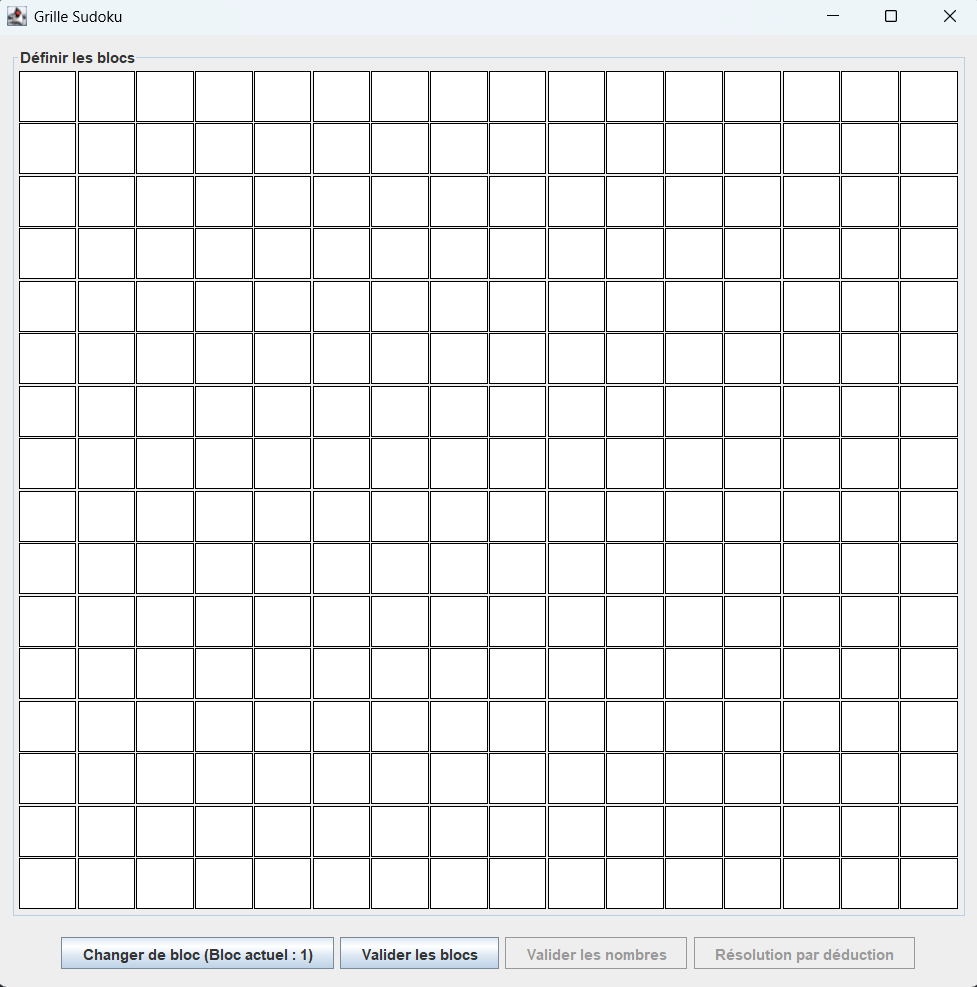 Grille Sudoku
Définir les blocs
Changer de bloc (Bloc actuel : 1)
Valider les blocs
Valider les nombres
Résolution par déduction